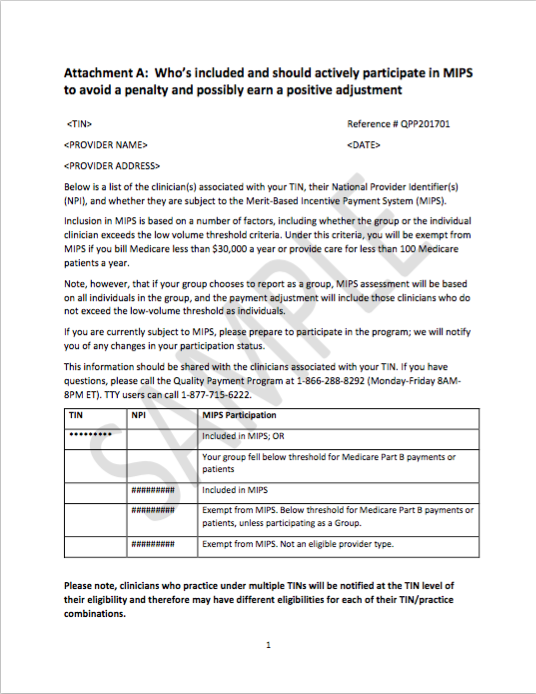 Attachment A:  Who's included and should actively participate in MIPS
to avoid a penalty and possibly earn a positive adjustment
<TIN> Reference # QPP201701
<PROVIDER NAME> <DATE>
<PROVIDER ADDRESS>
Below is a list of the clinician(s) associated with your TIN, their National Provider Identifier(s)
(NPI), and whether they are subject to the Merit-Based Incentive Payment System (MIPS).
Inclusion in MIPS is based on a number of factors, including whether the group or the individual
clinician exceeds the low volume threshold criteria. Under this criteria, you will be exempt from
MIPS if you bill Medicare less than $30,000 a year or provide care for less than 100 Medicare
patients a year.
Note, however, that if your group chooses to report as a group, MIPS assessment will be based
on all individuals in the group, and the payment adjustment will include those clinicians who do
not exceed the low-volume threshold as individuals.
If you are currently subject to MIPS, please prepare to participate in the program; we will notify
you of any changes in your participation status.
This information should be shared with the clinicians associated with your TIN. If you have
questions, please call the Quality Payment Program at 1-866-288-8292 (Monday-Friday 8AM-
8PM ET). TTY users can call 1-877-715-6222.
TIN NPI MIPS Participation
********* Included in MIPS; OR
Your group fell below threshold for Medicare Part B payments or
patients
######### Included in MIPS
######### Exempt from MIPS. Below threshold for Medicare Part B payments or
patients, unless participating as a Group.
######### Exempt from MIPS. Not an eligible provider type.
Please note, clinicians who practice under multiple TINs will be notified at the TIN level of
their eligibility and therefore may have different eligibilities for each of their TIN/practice
combinations.
1
SAMPLE